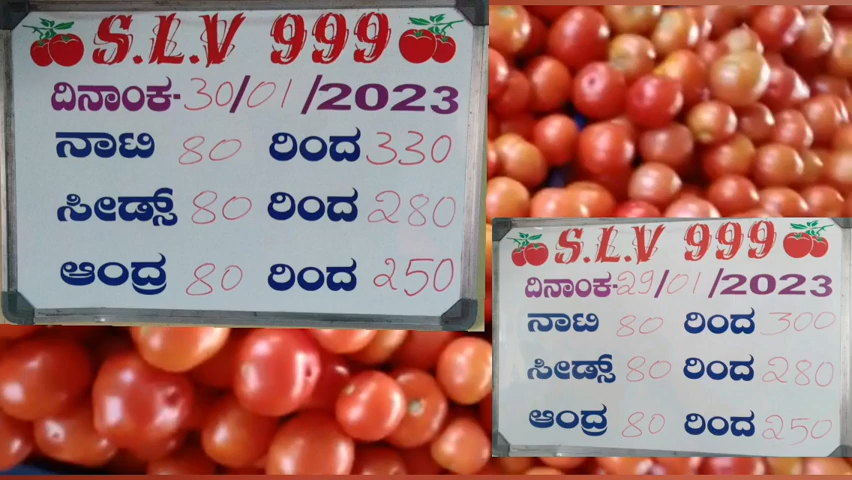 S.L.V 999
ದಿನಾಂಕ-30/01/2023
ನಾಟಿ 80 ರಿಂದ 330
ಸೀಡ್ಸ್ 80 ರಿಂದ 280
ಆಂಧ್ರ 80 ರಿಂದ 250
S.L.V 999
ದಿನಾಂಕ-29/01/2023
ನಾಟಿ 80 ರಿಂದ 300
ಸೀಡ್ಸ್ 80 ರಿಂದ 280
ಆಂಧ್ರ 80 ರಿಂದ 250